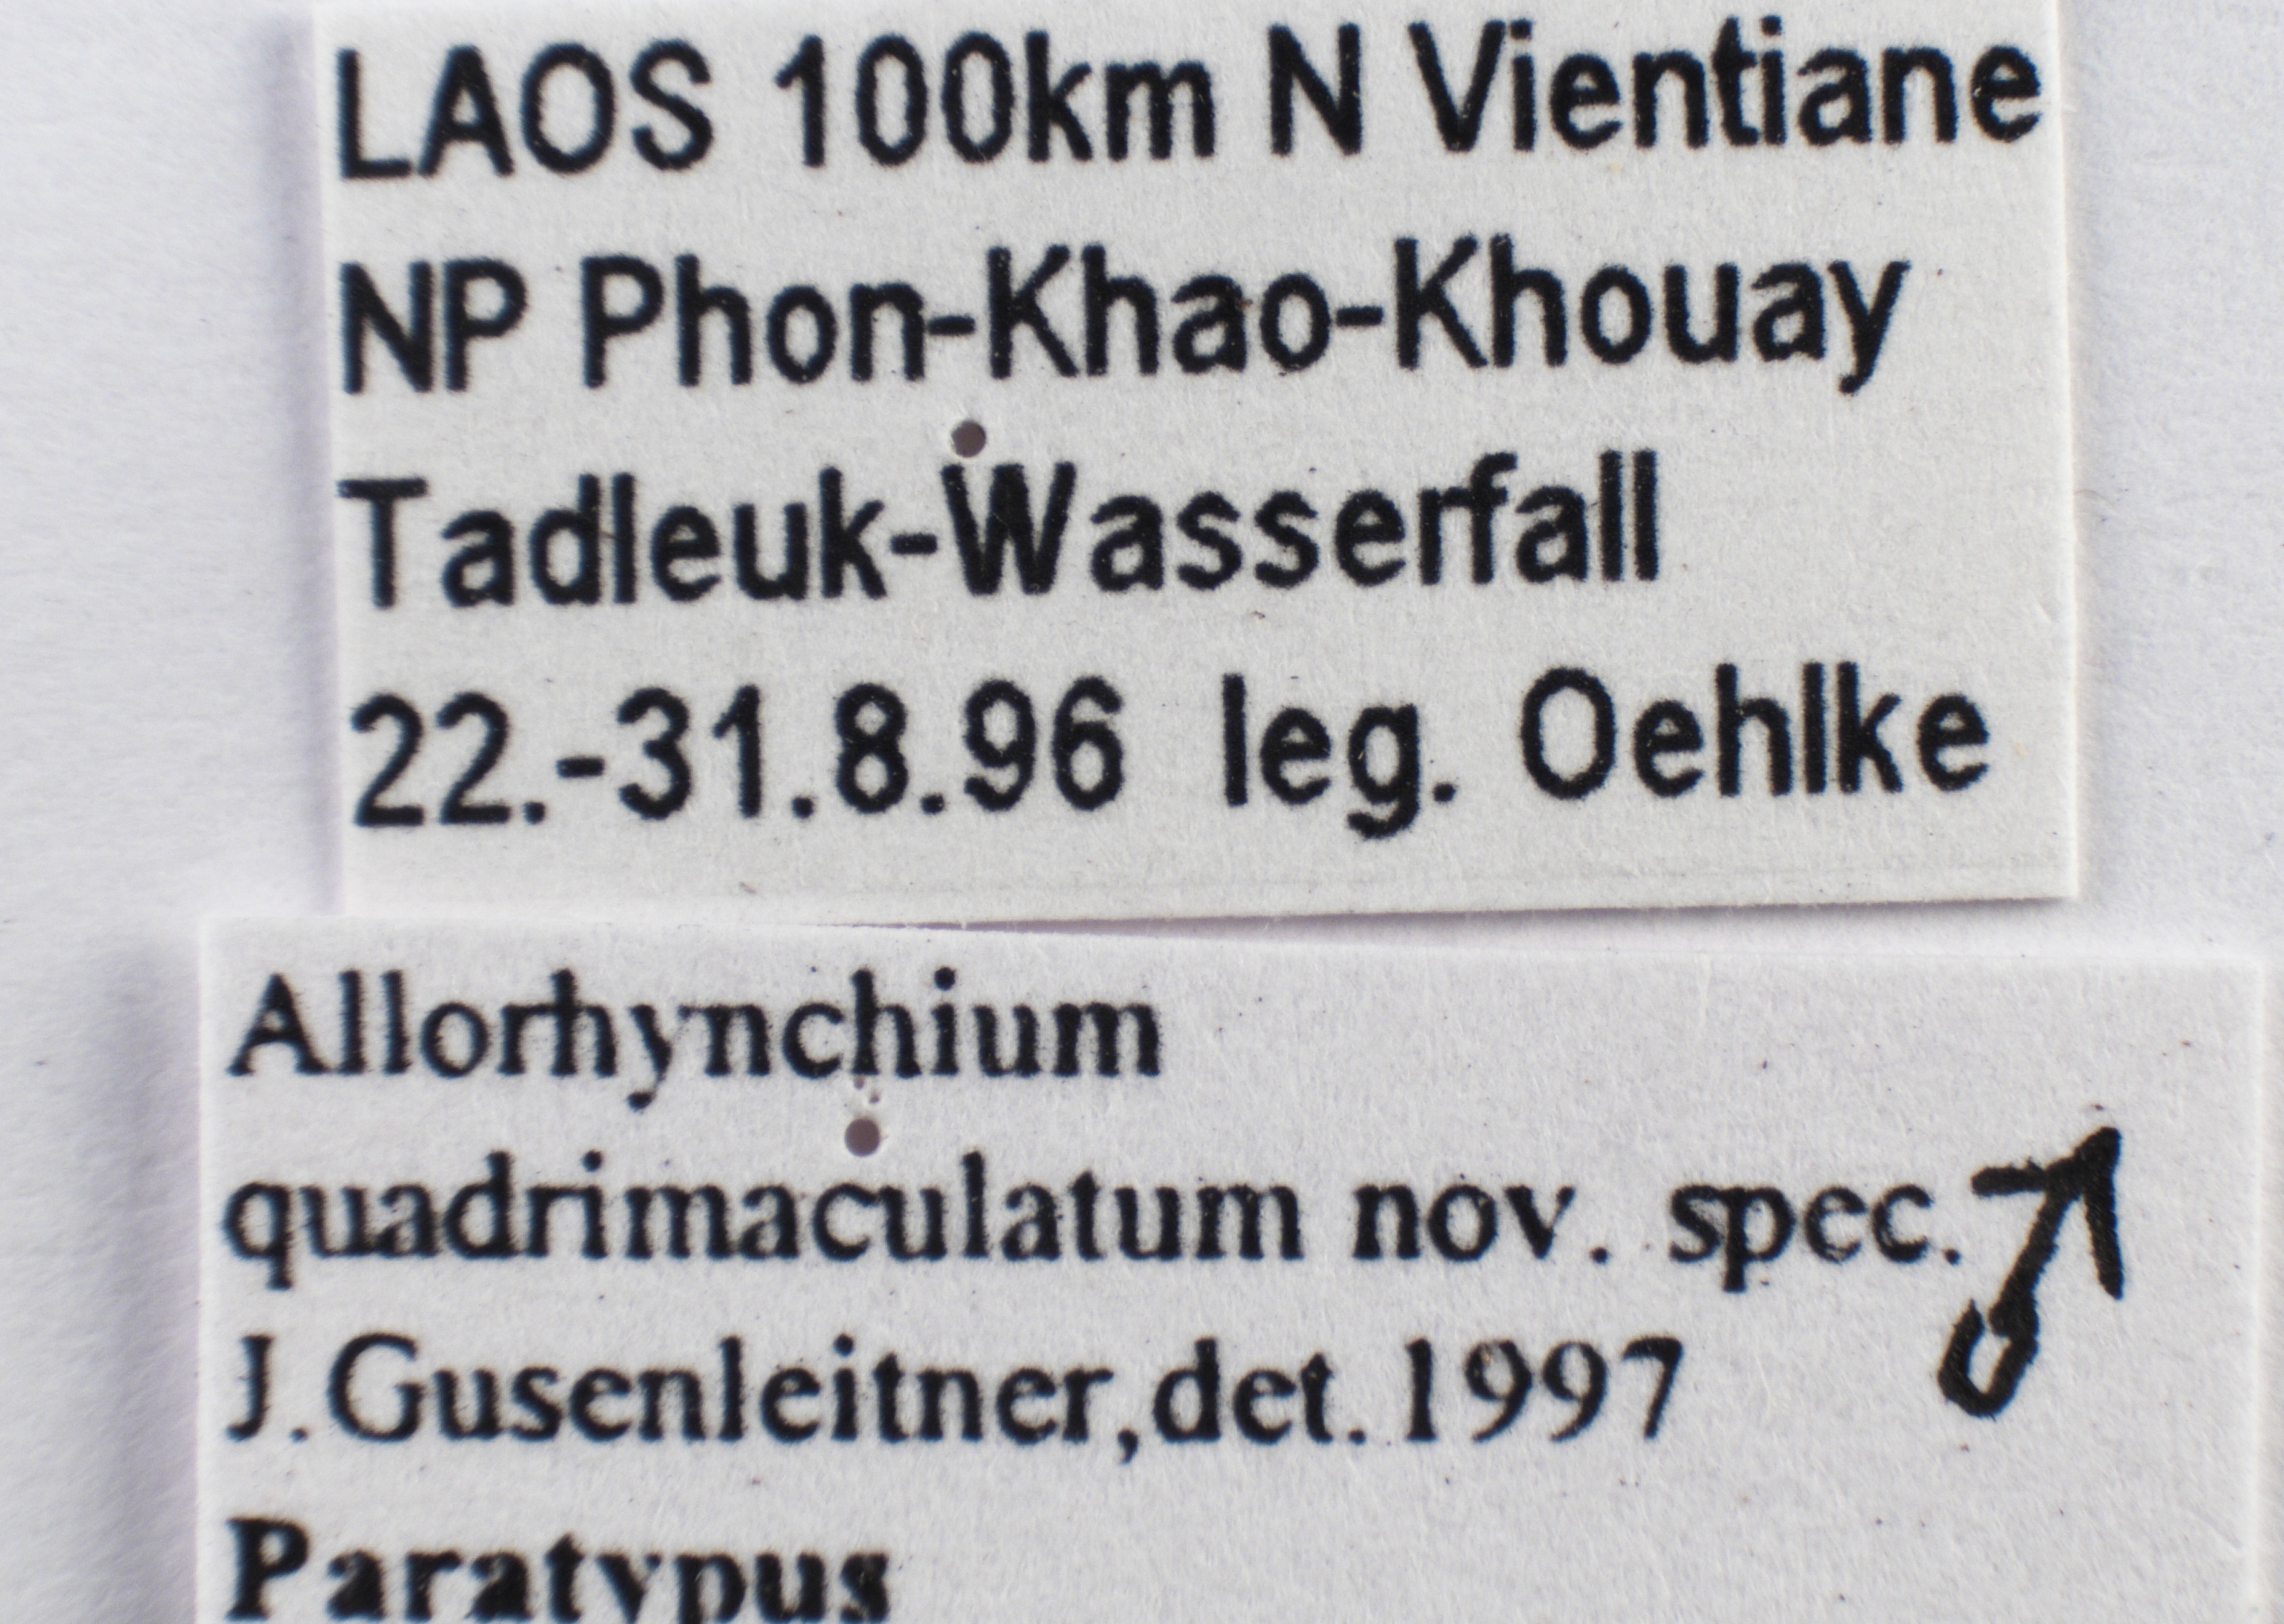 LAOS 100km N Vientiane
NP Phon-Khao-Khouay
Tadleuk-Wasserfall
22.-31.8.96 leg. Oehlke
Allorhynchium
quadrimaculatum nov. spec. ♂
J.Gusenleitner,det.1997
Paratypus